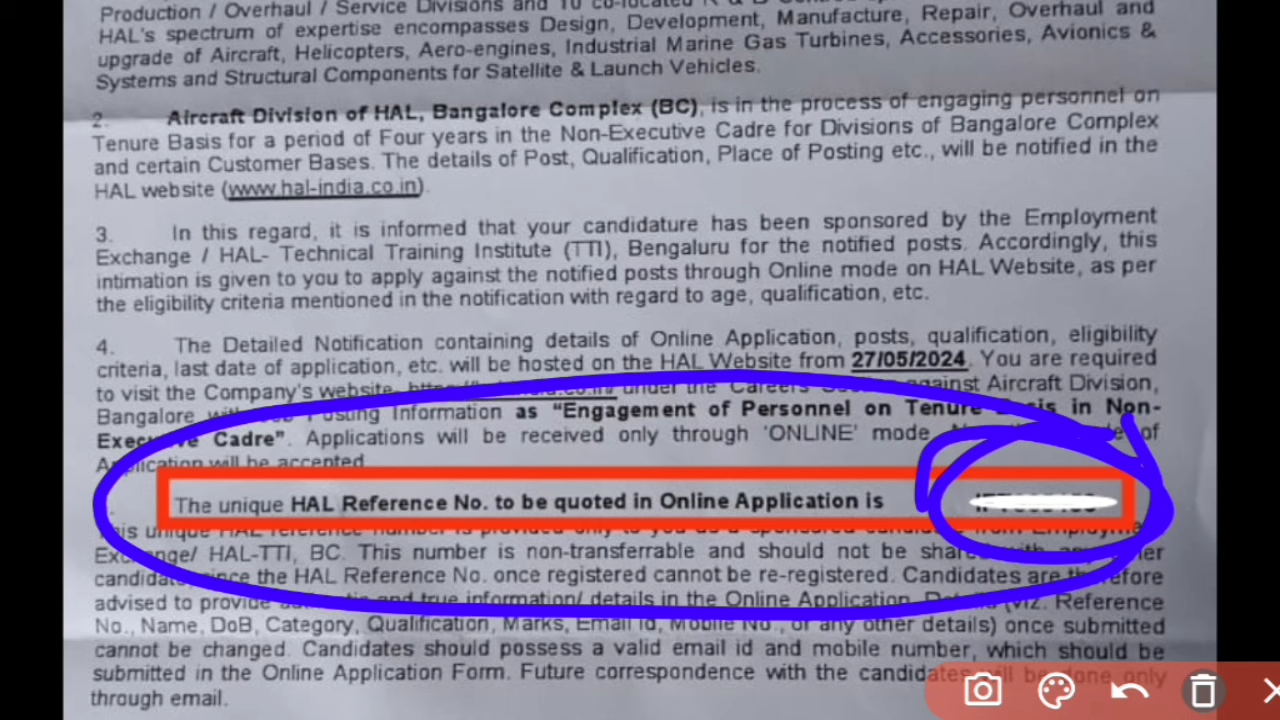 Production / Overhaul / Service Divisions and 10 co-located R & D
HAL's spectrum of expertise encompasses Design, Development, Manufacture, Repair, Overhaul and
upgrade of Aircraft, Helicopters, Aero-engines, Industrial Marine Gas Turbines, Accessories, Avionics &
Systems and Structural Components for Satellite & Launch Vehicles.
2. Aircraft Division of HAL, Bangalore Complex (BC), is in the process of engaging personnel on
Tenure Basis for a period of Four years in the Non-Executive Cadre for Divisions of Bangalore Complex
and certain Customer Bases. The details of Post, Qualification, Place of Posting etc., will be notified in the
HAL website (www.hal-india.co.in).
3. In this regard, it is informed that your candidature has been sponsored by the Employment
Exchange / HAL- Technical Training Institute (TTI), Bengaluru for the notified posts. Accordingly, this
intimation is given to you to apply against the notified posts through Online mode on HAL Website, as per
the eligibility criteria mentioned in the notification with regard to age, qualification, etc.
4. The Detailed Notification containing details of Online Application, posts, qualification, eligibility
criteria, last date of application, etc. will be hosted on the HAL Website from 27/05/2024. You are required
to visit the Company's website, under the Careers against Aircraft Division,
Bangalore Posting Information as “Engagement of Personnel on Tenure Basis in Non-
Executive Cadre”. Applications will be received only through 'ONLINE' mode. of
Application will be accepted.
The unique HAL Reference No. to be quoted in Online Application is
This unique HAL reference number is provided only to you as a sponsored candidate from
Exchange/ HAL-TTI, BC. This number is non-transferrable and should not be shared with any other
candidate since the HAL Reference No. once registered cannot be re-registered. Candidates are therefore
advised to provide and true information/ details in the Online Application. Details (viz. Reference
No., Name, DoB, Category, Qualification, Marks, Email id, Mobile No., or any other details) once submitted
cannot be changed. Candidates should possess a valid email id and mobile number, which should be
submitted in the Online Application Form. Future correspondence with the candidates will be done only
through email.